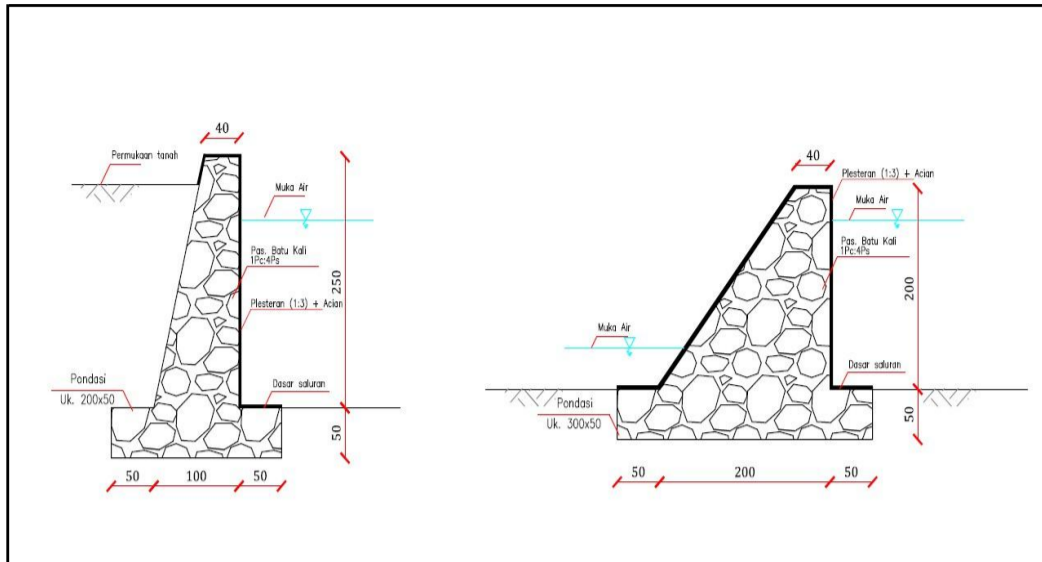 40
Permukaan tanah
Muka Air
Pas. Batu Kali
1Pc:4Ps
250
Plesteran (1:3) + Acian
Pondasi
Uk. 200x50
Dasar saluran
50
50
100
50
40
Plesteran (1:3) + Acian
Muka Air
Pas. Batu Kali
1Pc:4Ps
200
Muka Air
Dasar saluran
Pondasi
Uk. 300x50
50
50
200
50